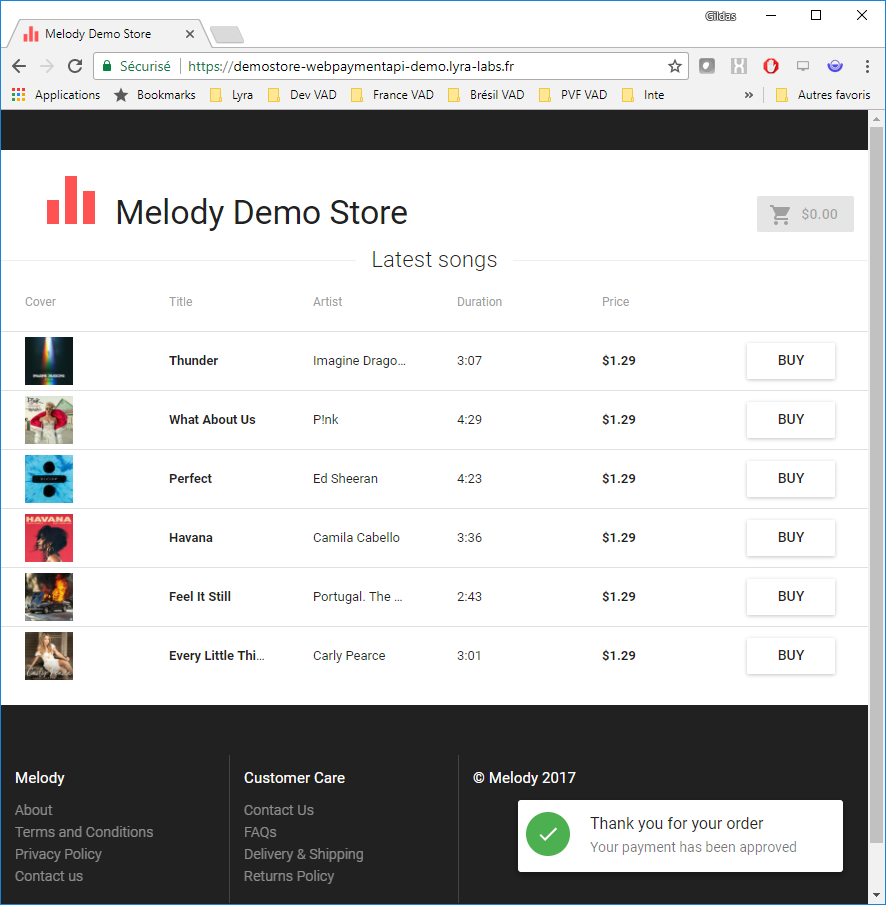 Gildas
Melody Demo Store
Sécurisé | https://demostore-webpaymentapi-demo.lyra-labs.fr
Applications Bookmarks Lyra Dev VAD France VAD Brésil VAD PVF VAD Inte » Autres favoris
Melody Demo Store
$0.00
Latest songs
Cover Title Artist Duration Price
Thunder Imagine Drago... 3:07 $1.29 BUY
What About Us P!nk 4:29 $1.29 BUY
Perfect Ed Sheeran 4:23 $1.29 BUY
HAVANA
Havana Camila Cabello 3:36 $1.29 BUY
Feel It Still Portugal. The ... 2:43 $1.29 BUY
Every Little Thi... Carly Pearce 3:01 $1.29 BUY
Melody Customer Care © Melody 2017
About Contact Us
Terms and Conditions FAQs
Privacy Policy Delivery & Shipping
Contact us Returns Policy
Thank you for your order
Your payment has been approved